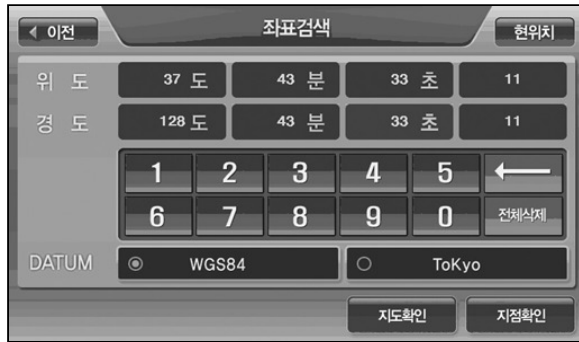 이전 좌표검색 현위치
위 도 37 도 43 분 33 초 11
경 도 128 도 43 분 33 초 11
1 2 3 4 5
6 7 8 9 0 전체삭제
DATUM WGS84 ToKyo
지도확인 지점확인